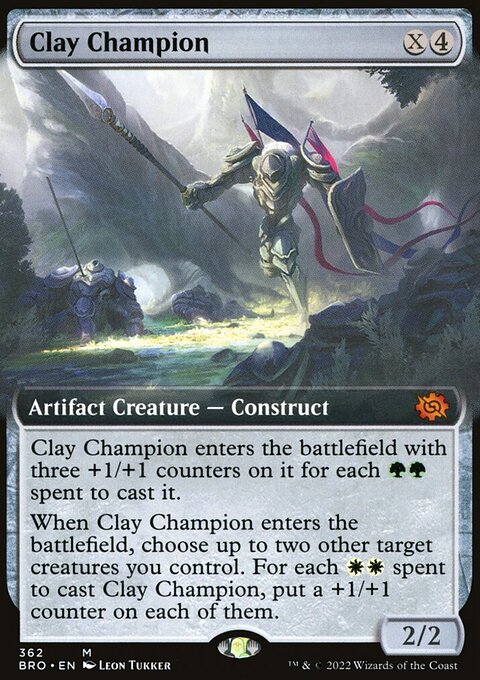 Clay Champion X4
Artifact Creature — Construct
Clay Champion enters the battlefield with
three +1/+1 counters on it for each
spent to cast it.
When Clay Champion enters the
battlefield, choose up to two other target
creatures you control. For each spent
to cast Clay Champion, put a +1/+1
counter on each of them.
2/2
362 M
BRO • EN Leon Tukker
™ & © 2022 Wizards of the Coast